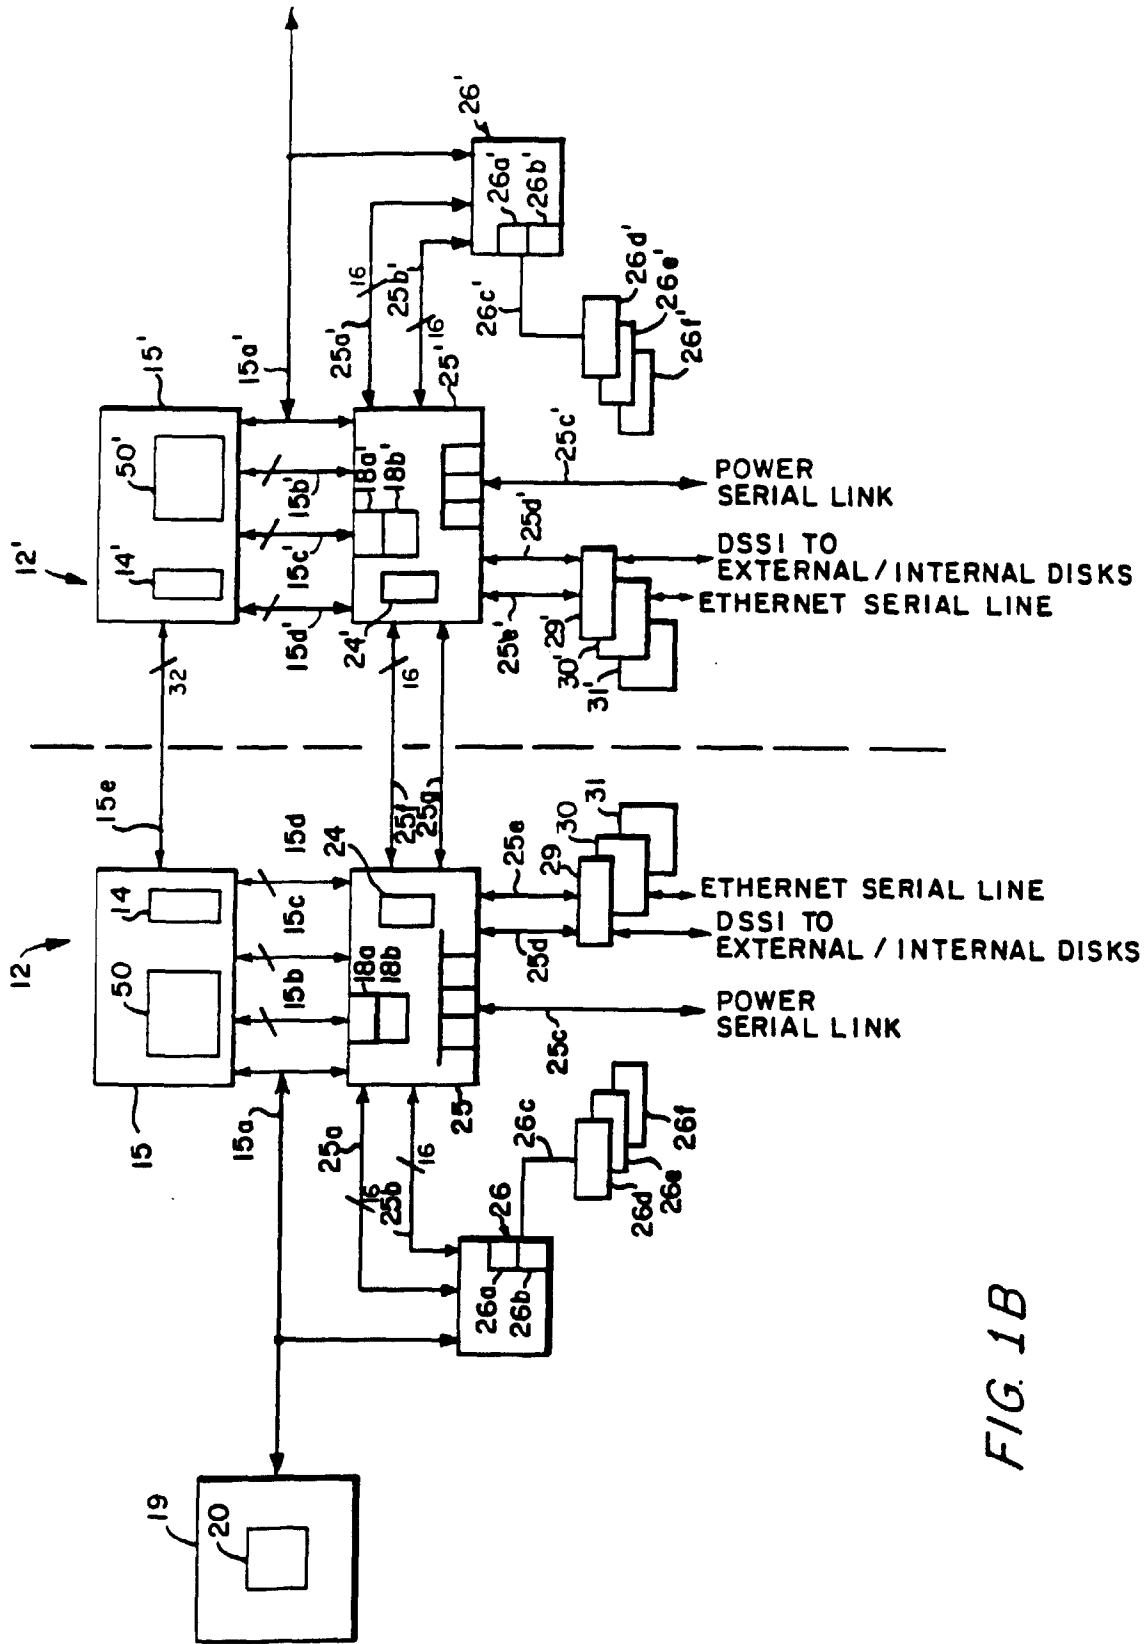 12
12'
15
50
14
15e
32
15'
14'
50'
19
20
15a
15b
15c
15d
15d'
15c'
15b'
15a'
25a
16
25b
16
18a
18b
24
25
25f
25g
16
24'
18a'
18b'
25'
25a'
16
25b'
16
26
26a
26b
26c
26d
26e
26f
25c
25d
25e
29
30
31
31'
30'
29'
25e'
25d'
25c'
26'
26a'
26b'
26c'
26d'
26e'
26f'
POWER
SERIAL LINK
DSSI TO
EXTERNAL / INTERNAL DISKS
ETHERNET SERIAL LINE
POWER
SERIAL LINK
DSSI TO
EXTERNAL / INTERNAL DISKS
ETHERNET SERIAL LINE
FIG. 1B